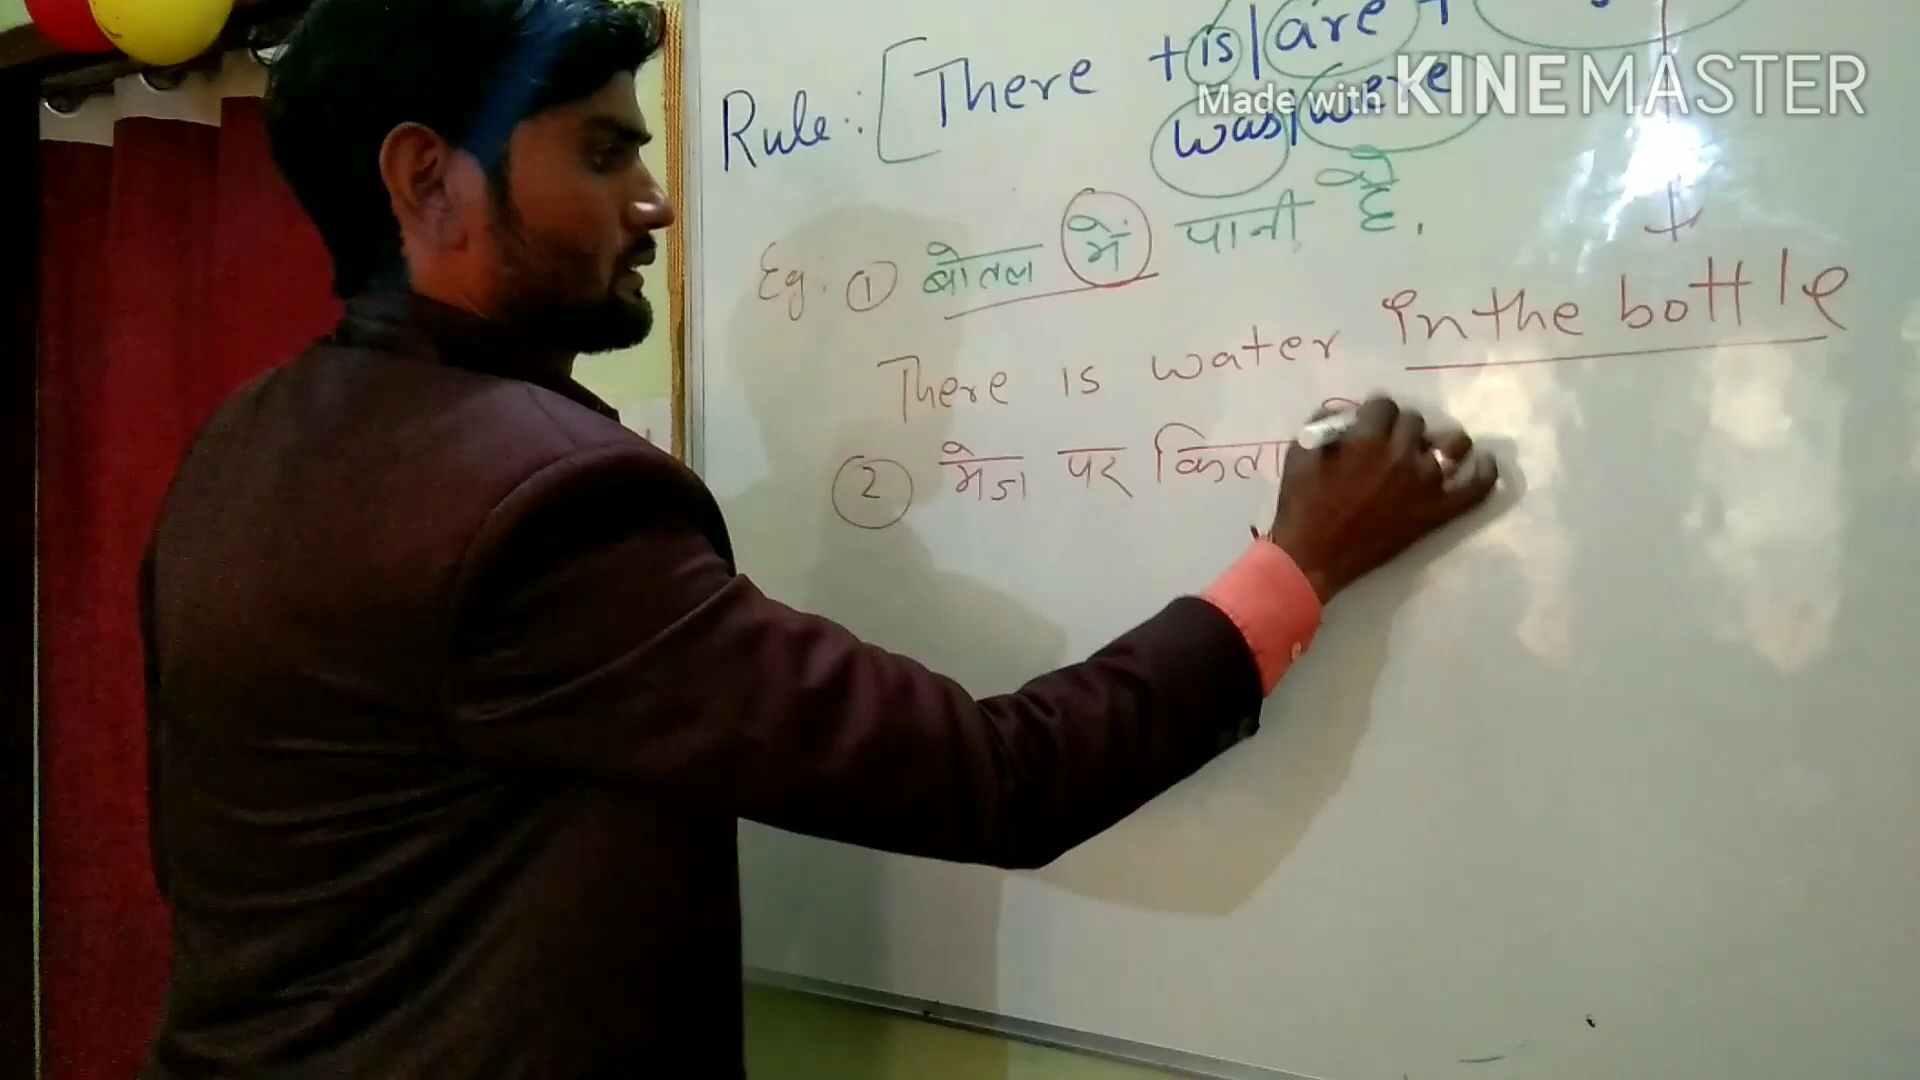 Rule: [There + is/are +
was/were
Made with KINEMASTER
Eg. ① बोतल में पानी है.
There is water in the bottle
② मेज पर